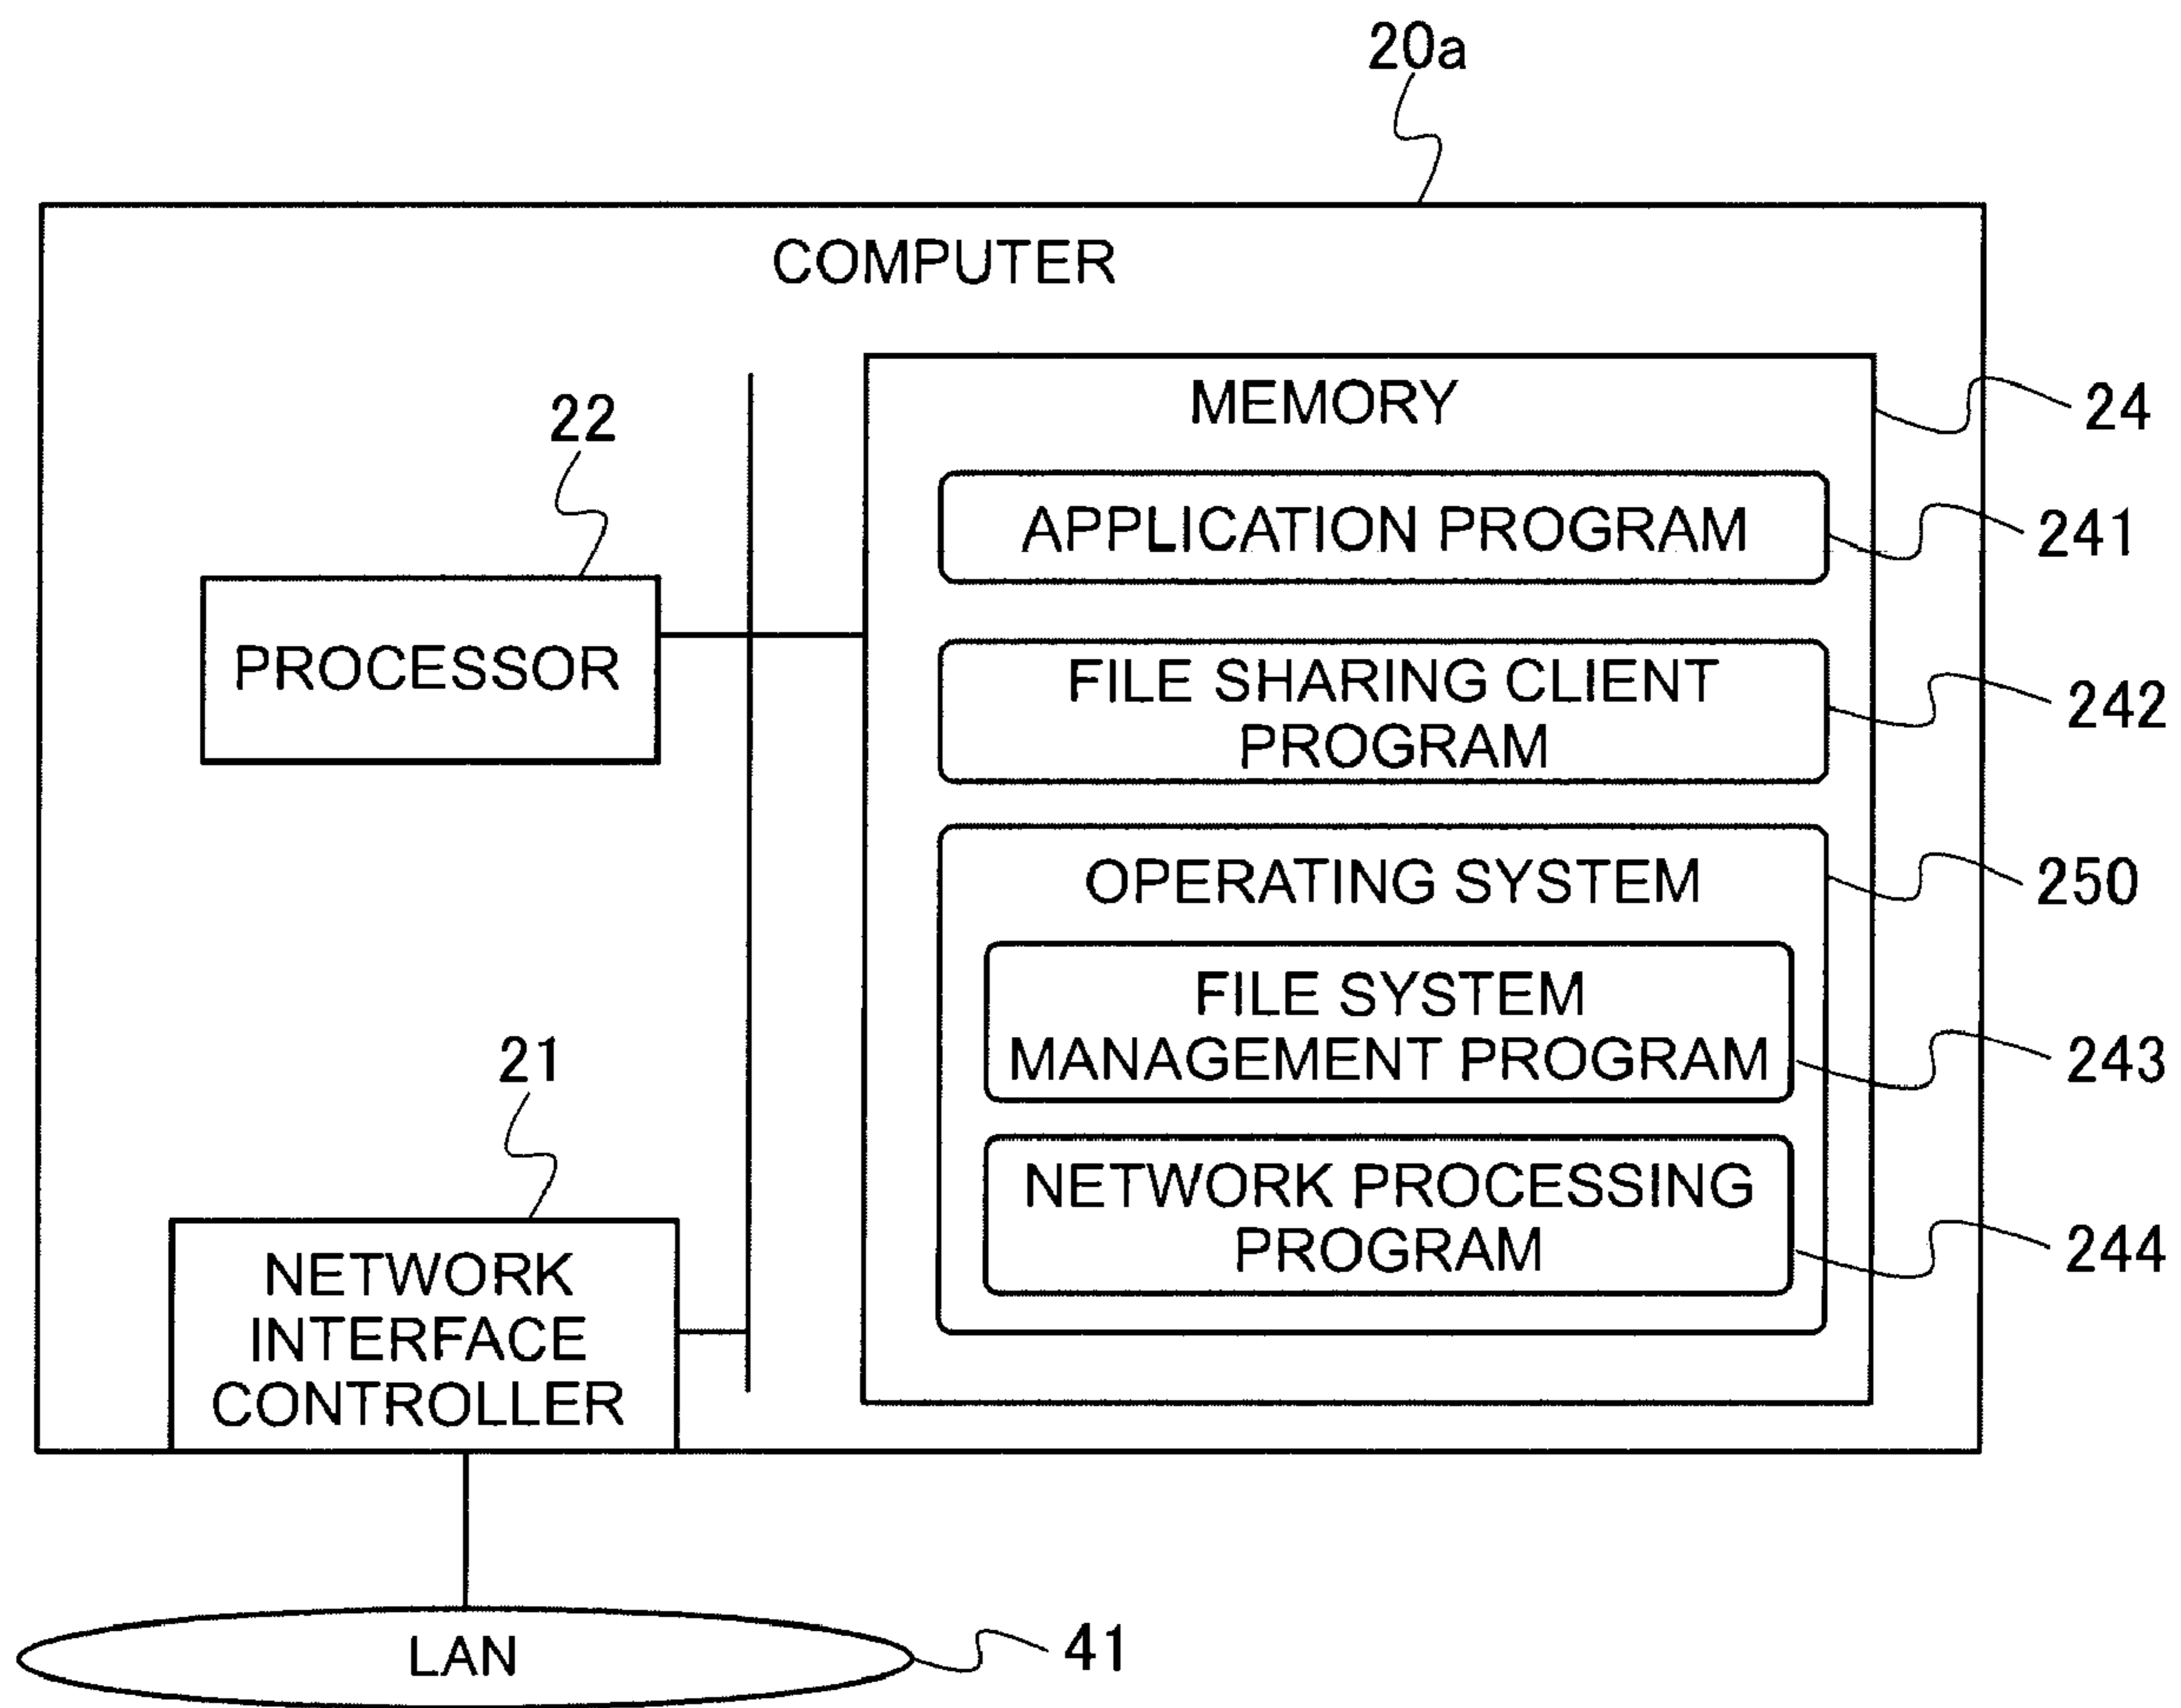 20a
COMPUTER
MEMORY
24
22
APPLICATION PROGRAM
241
PROCESSOR
FILE SHARING CLIENT
PROGRAM
242
OPERATING SYSTEM
250
FILE SYSTEM
MANAGEMENT PROGRAM
243
21
NETWORK PROCESSING
PROGRAM
244
NETWORK
INTERFACE
CONTROLLER
LAN
41